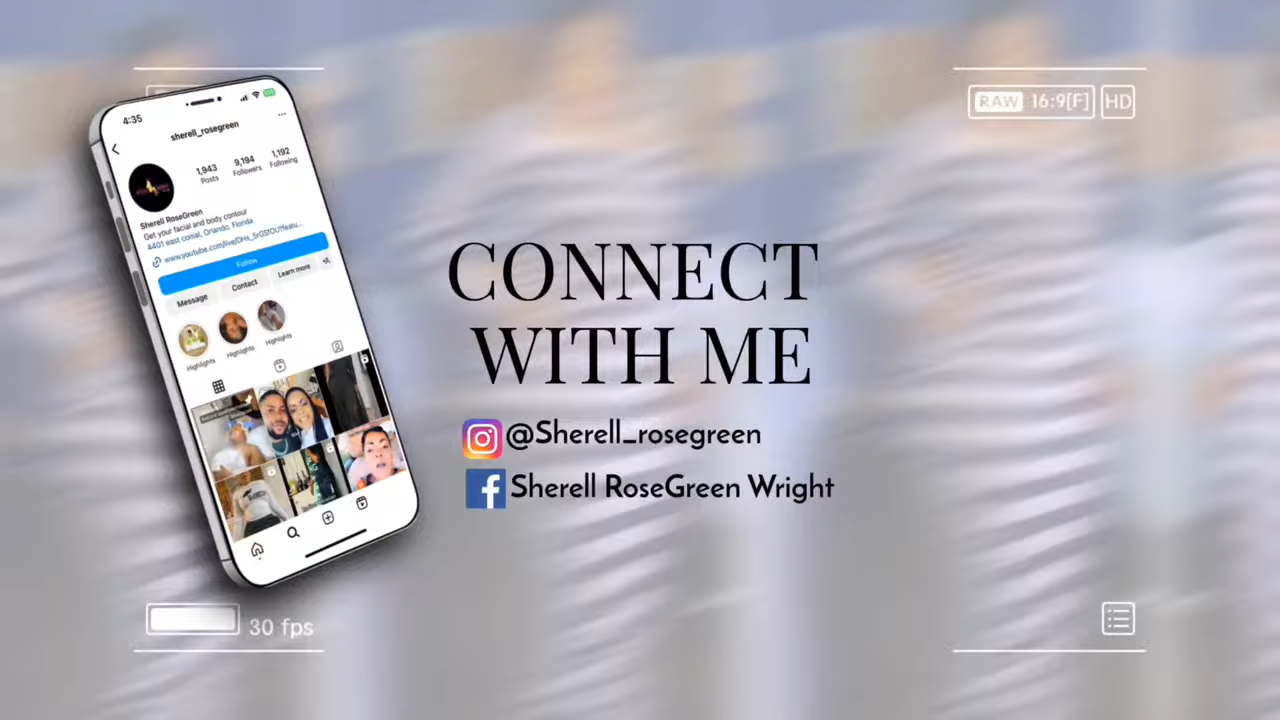 4:35
sherell_rosegreen
1,943
Posts
9,194
Followers
1,192
Following
Sherell RoseGreen
Get your facial and body contour
4401 east conial, Orlando, Florida
Follow
Message
Contact
Learn more
Highlights
Highlights
Highlights
RAW 16:9[F] HD
CONNECT
WITH ME
@Sherell_rosegreen
Sherell RoseGreen Wright
30 fps